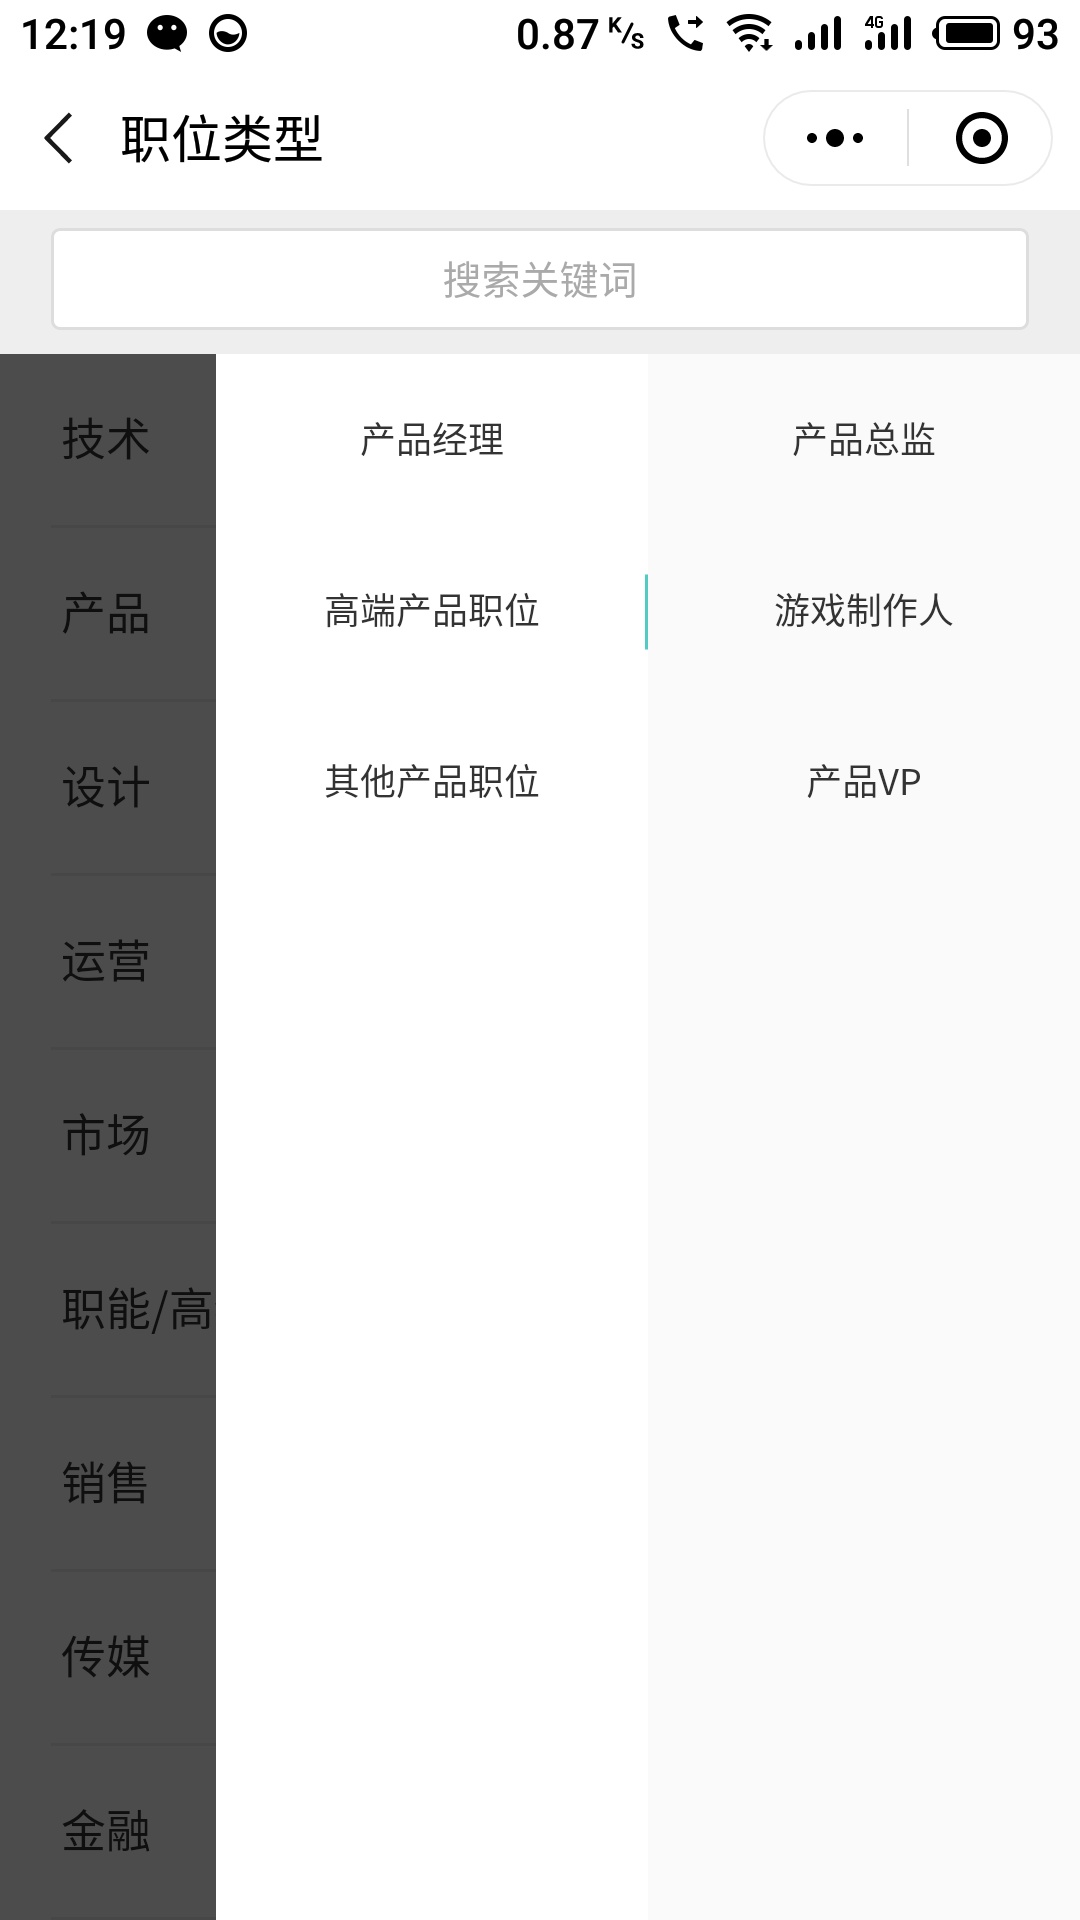 12:19
0.87 K/s
4G
93
职位类型
搜索关键词
技术
产品
设计
运营
市场
职能/高
销售
传媒
金融
产品经理
高端产品职位
其他产品职位
产品总监
游戏制作人
产品VP